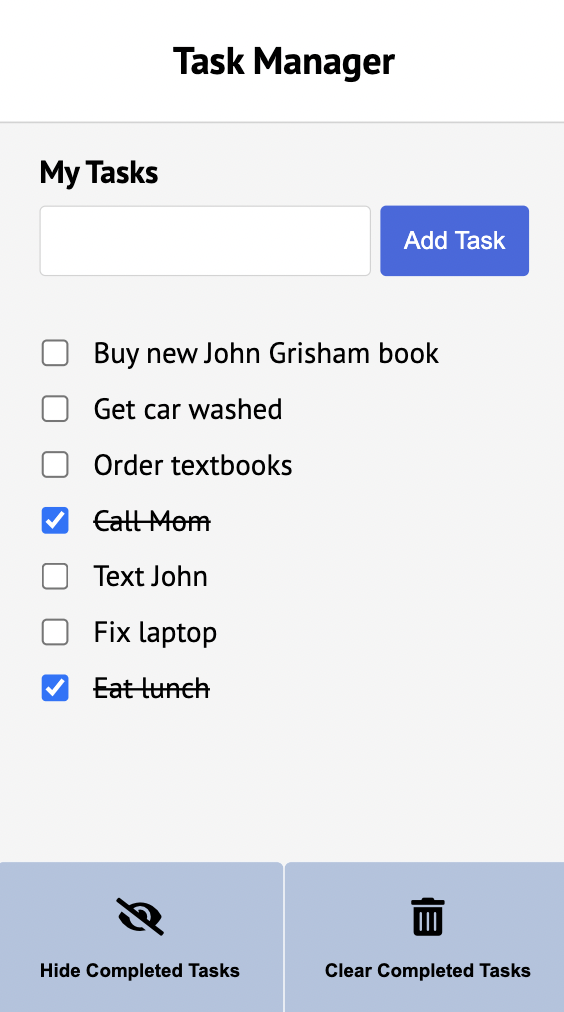 Task Manager
My Tasks
Add Task
Buy new John Grisham book
Get car washed
Order textbooks
Call Mom
Text John
Fix laptop
Eat lunch
Hide Completed Tasks
Clear Completed Tasks